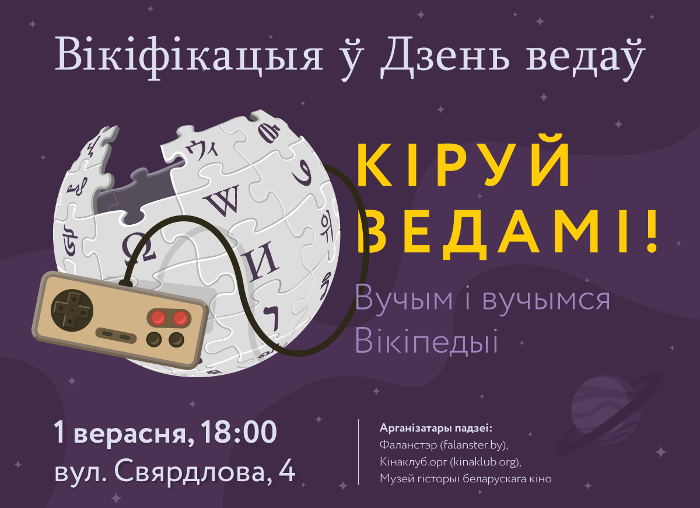 Вікіфікацыя ў Дзень ведаў
КІРУЙ
ВЕДАМІ!
Вучым і вучымся
Вікіпедыі
W
Ω
И
1 верасня, 18:00
вул. Свярдлова, 4
Арганізатары падзеі:
Фаланстэр (falanster.by),
Кінаклуб.орг (kinaklub.org),
Музей гісторыі беларускага кіно